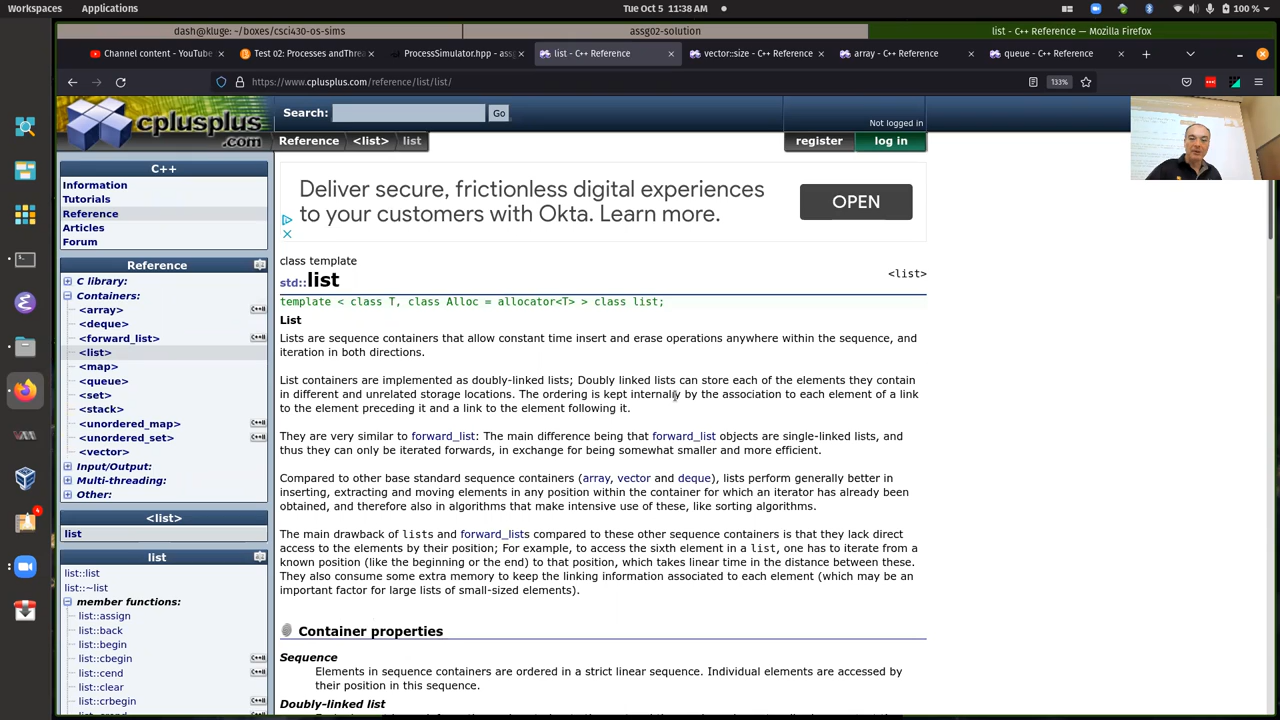 Workspaces Applications Tue Oct 5 11:38 AM 100 %
dash@kluge: ~/boxes/csci430-os-sims assg02-solution list - C++ Reference — Mozilla Firefox
Channel content - YouTube Test 02: Processes andThre ProcessSimulator.hpp - assg list - C++ Reference vector::size - C++ Reference array - C++ Reference queue - C++ Reference
https://www.cplusplus.com/reference/list/list/ 133%
cplusplus
.com
Search: Go
Not logged in
Reference <list> list register log in
C++
Information
Tutorials
Reference
Articles
Forum
Reference
C library:
Containers:
<array>
<deque>
<forward_list>
<list>
<map>
<queue>
<set>
<stack>
<unordered_map>
<unordered_set>
<vector>
Input/Output:
Multi-threading:
Other:
<list>
list
list
list::list
list::~list
member functions:
list::assign
list::back
list::begin
list::cbegin
list::cend
list::clear
list::crbegin
Deliver secure, frictionless digital experiences
to your customers with Okta. Learn more.
OPEN
class template
std::list <list>
template < class T, class Alloc = allocator<T> > class list;
List
Lists are sequence containers that allow constant time insert and erase operations anywhere within the sequence, and
iteration in both directions.
List containers are implemented as doubly-linked lists; Doubly linked lists can store each of the elements they contain
in different and unrelated storage locations. The ordering is kept internally by the association to each element of a link
to the element preceding it and a link to the element following it.
They are very similar to forward_list: The main difference being that forward_list objects are single-linked lists, and
thus they can only be iterated forwards, in exchange for being somewhat smaller and more efficient.
Compared to other base standard sequence containers (array, vector and deque), lists perform generally better in
inserting, extracting and moving elements in any position within the container for which an iterator has already been
obtained, and therefore also in algorithms that make intensive use of these, like sorting algorithms.
The main drawback of lists and forward_lists compared to these other sequence containers is that they lack direct
access to the elements by their position; For example, to access the sixth element in a list, one has to iterate from a
known position (like the beginning or the end) to that position, which takes linear time in the distance between these.
They also consume some extra memory to keep the linking information associated to each element (which may be an
important factor for large lists of small-sized elements).
Container properties
Sequence
Elements in sequence containers are ordered in a strict linear sequence. Individual elements are accessed by
their position in this sequence.
Doubly-linked list